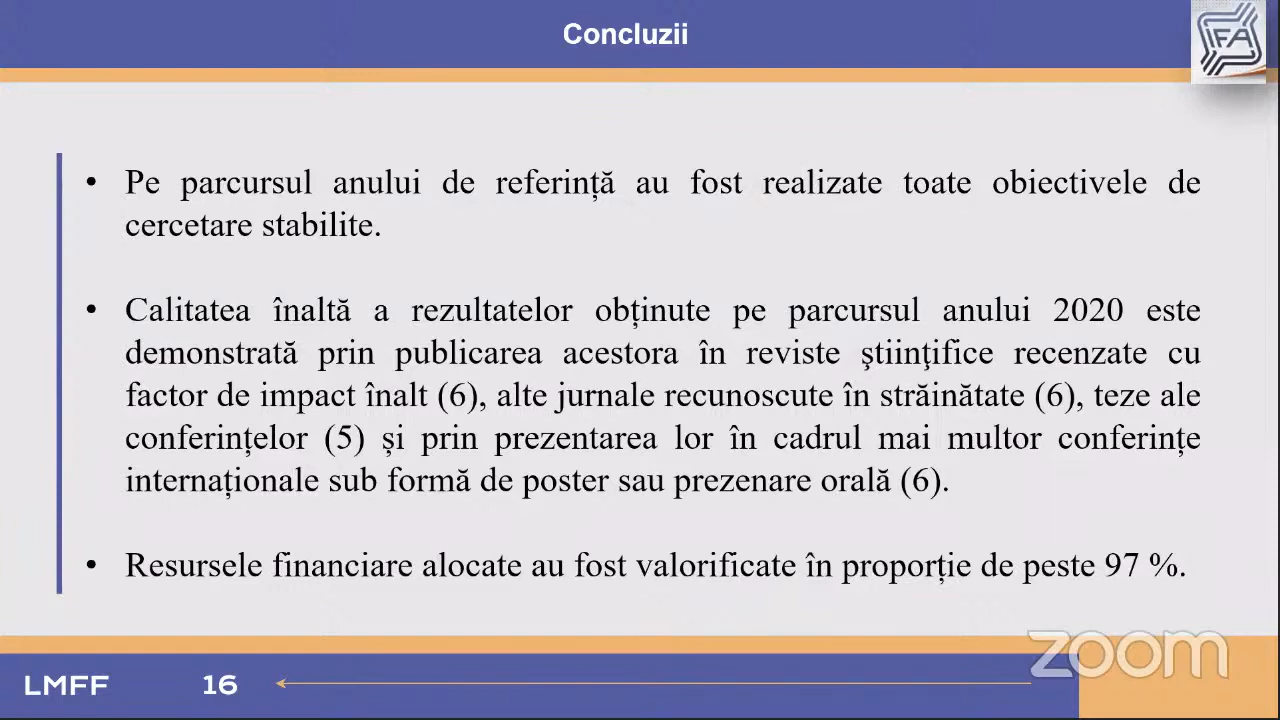 Concluzii
IFA
• Pe parcursul anului de referință au fost realizate toate obiectivele de
cercetare stabilite.
• Calitatea înaltă a rezultatelor obținute pe parcursul anului 2020 este
demonstrată prin publicarea acestora în reviste ştiinţifice recenzate cu
factor de impact înalt (6), alte jurnale recunoscute în străinătate (6), teze ale
conferințelor (5) și prin prezentarea lor în cadrul mai multor conferințe
internaționale sub formă de poster sau prezenare orală (6).
• Resursele financiare alocate au fost valorificate în proporție de peste 97 %.
zoom
LMFF 16